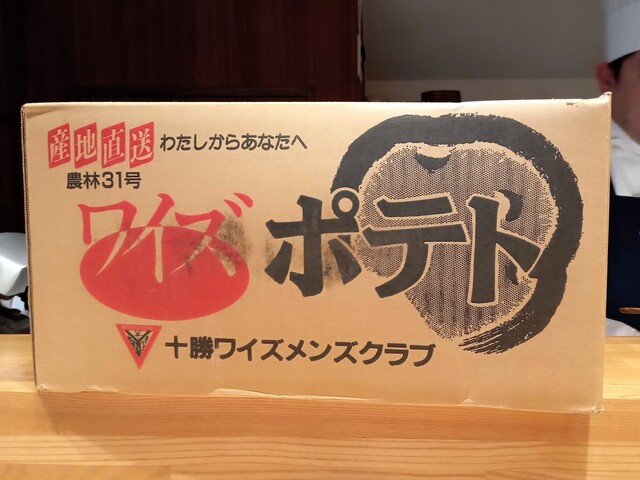 産地直送 わたしからあなたへ
農林31号
ワイズ ポテト
十勝ワイズメンズクラブ